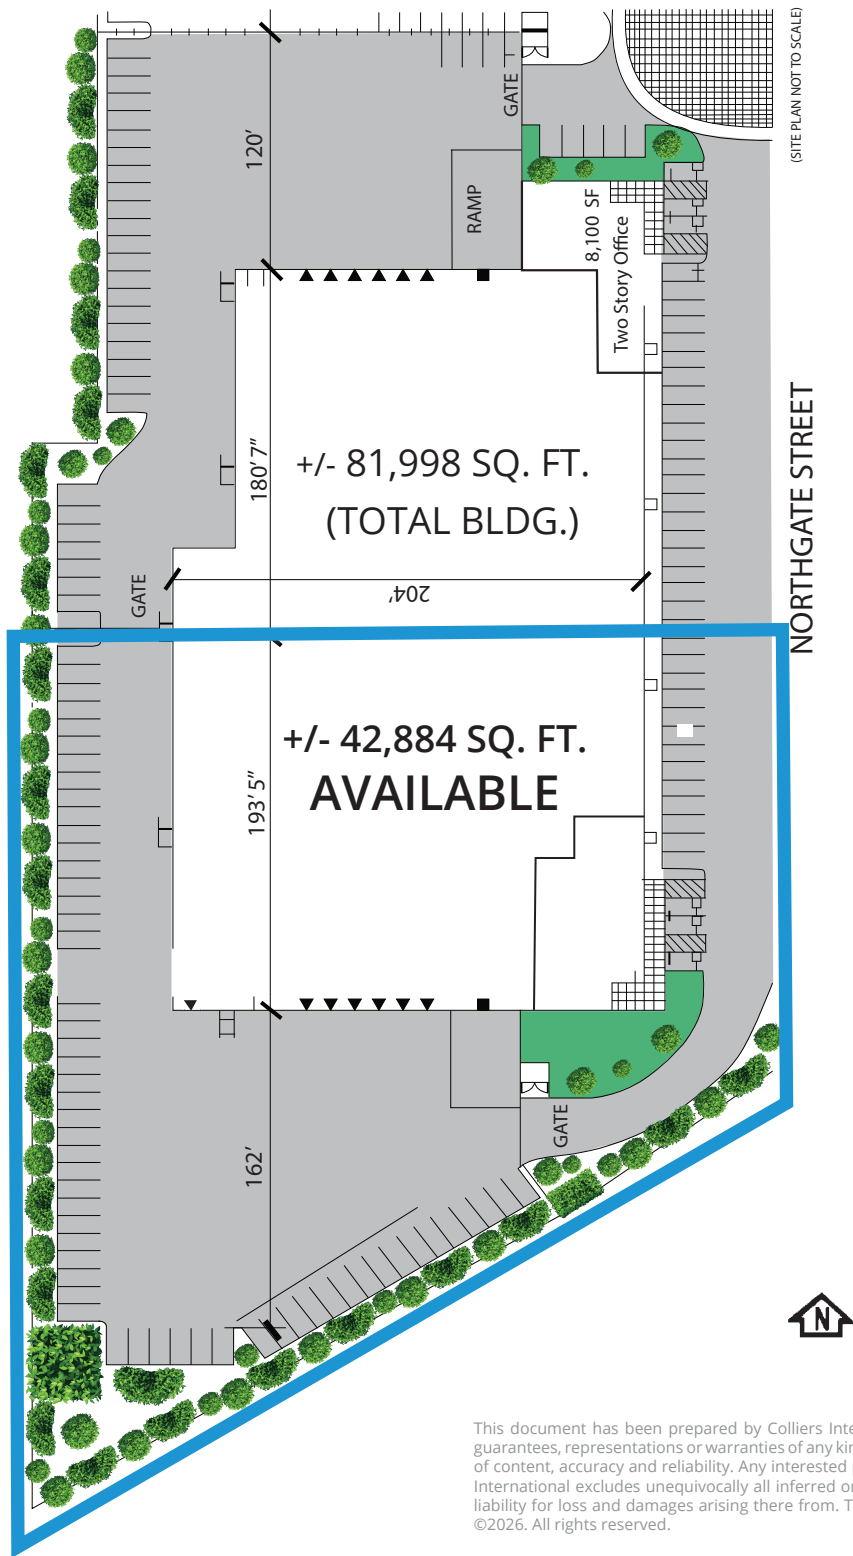 (SITE PLAN NOT TO SCALE)
120'
GATE
RAMP
8,100 SF
Two Story Office
180' 7"
+/- 81,998 SQ. FT.
(TOTAL BLDG.)
NORTHGATE STREET
GATE
204'
+/- 42,884 SQ. FT.
AVAILABLE
193' 5"
GATE
162'
N
This document has been prepared by Colliers Inte
guarantees, representations or warranties of any kin
of content, accuracy and reliability. Any interested
International excludes unequivocally all inferred or
liability for loss and damages arising there from. T
©2026. All rights reserved.